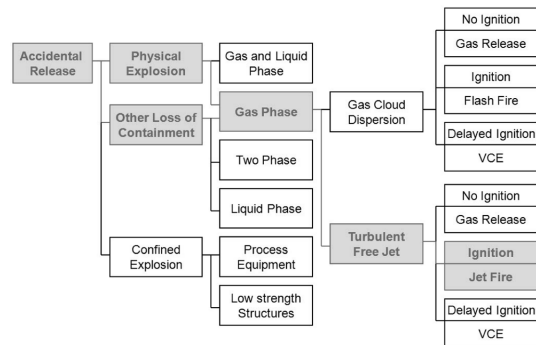 Accidental
Release
Physical
Explosion
Other Loss of
Containment
Confined
Explosion
Gas and Liquid
Phase
Gas Phase
Two Phase
Liquid Phase
Process
Equipment
Low strength
Structures
Gas Cloud
Dispersion
Turbulent
Free Jet
No Ignition
Gas Release
Ignition
Flash Fire
Delayed Ignition
VCE
No Ignition
Gas Release
Ignition
Jet Fire
Delayed Ignition
VCE